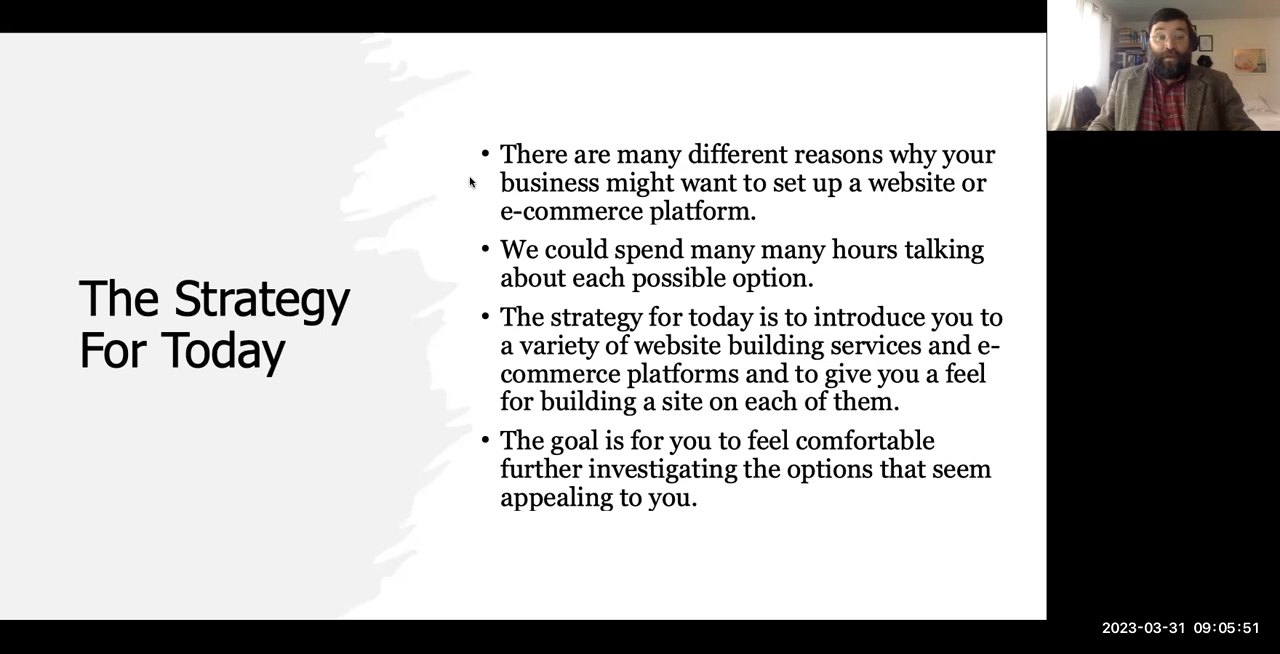 The Strategy
For Today
• There are many different reasons why your
business might want to set up a website or
e-commerce platform.
• We could spend many many hours talking
about each possible option.
• The strategy for today is to introduce you to
a variety of website building services and e-
commerce platforms and to give you a feel
for building a site on each of them.
• The goal is for you to feel comfortable
further investigating the options that seem
appealing to you.
2023-03-31 09:05:51